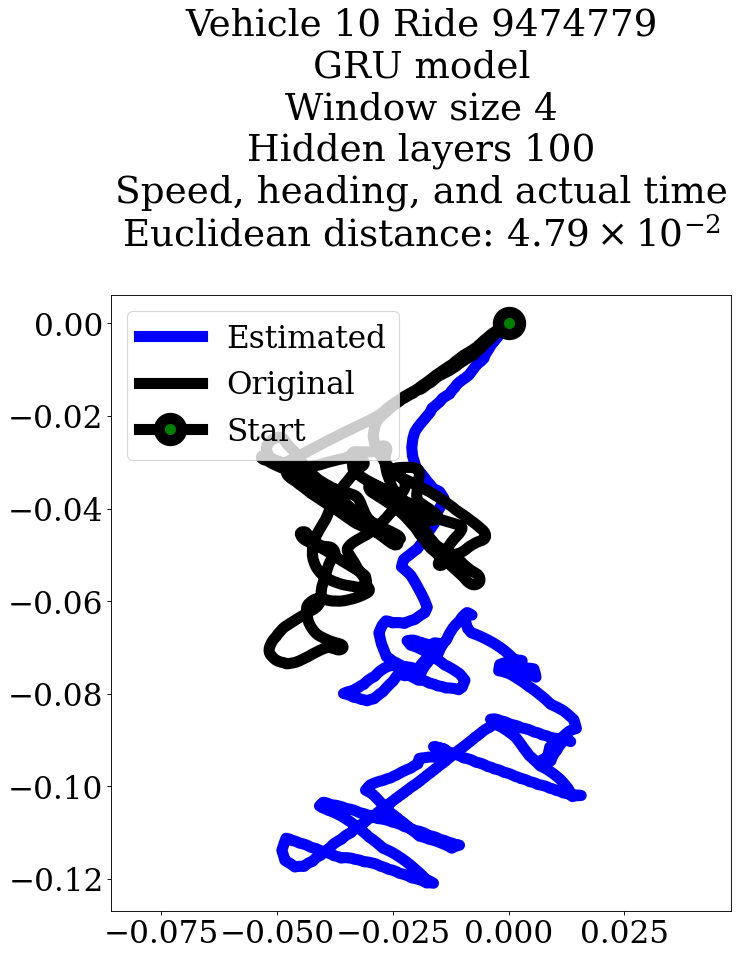 Vehicle 10 Ride 9474779
GRU model
Window size 4
Hidden layers 100
Speed, heading, and actual time
Euclidean distance: 4.79 × 10⁻²
Estimated
Original
Start
0.00
−0.02
−0.04
−0.06
−0.08
−0.10
−0.12
−0.075 −0.050 −0.025 0.000 0.025